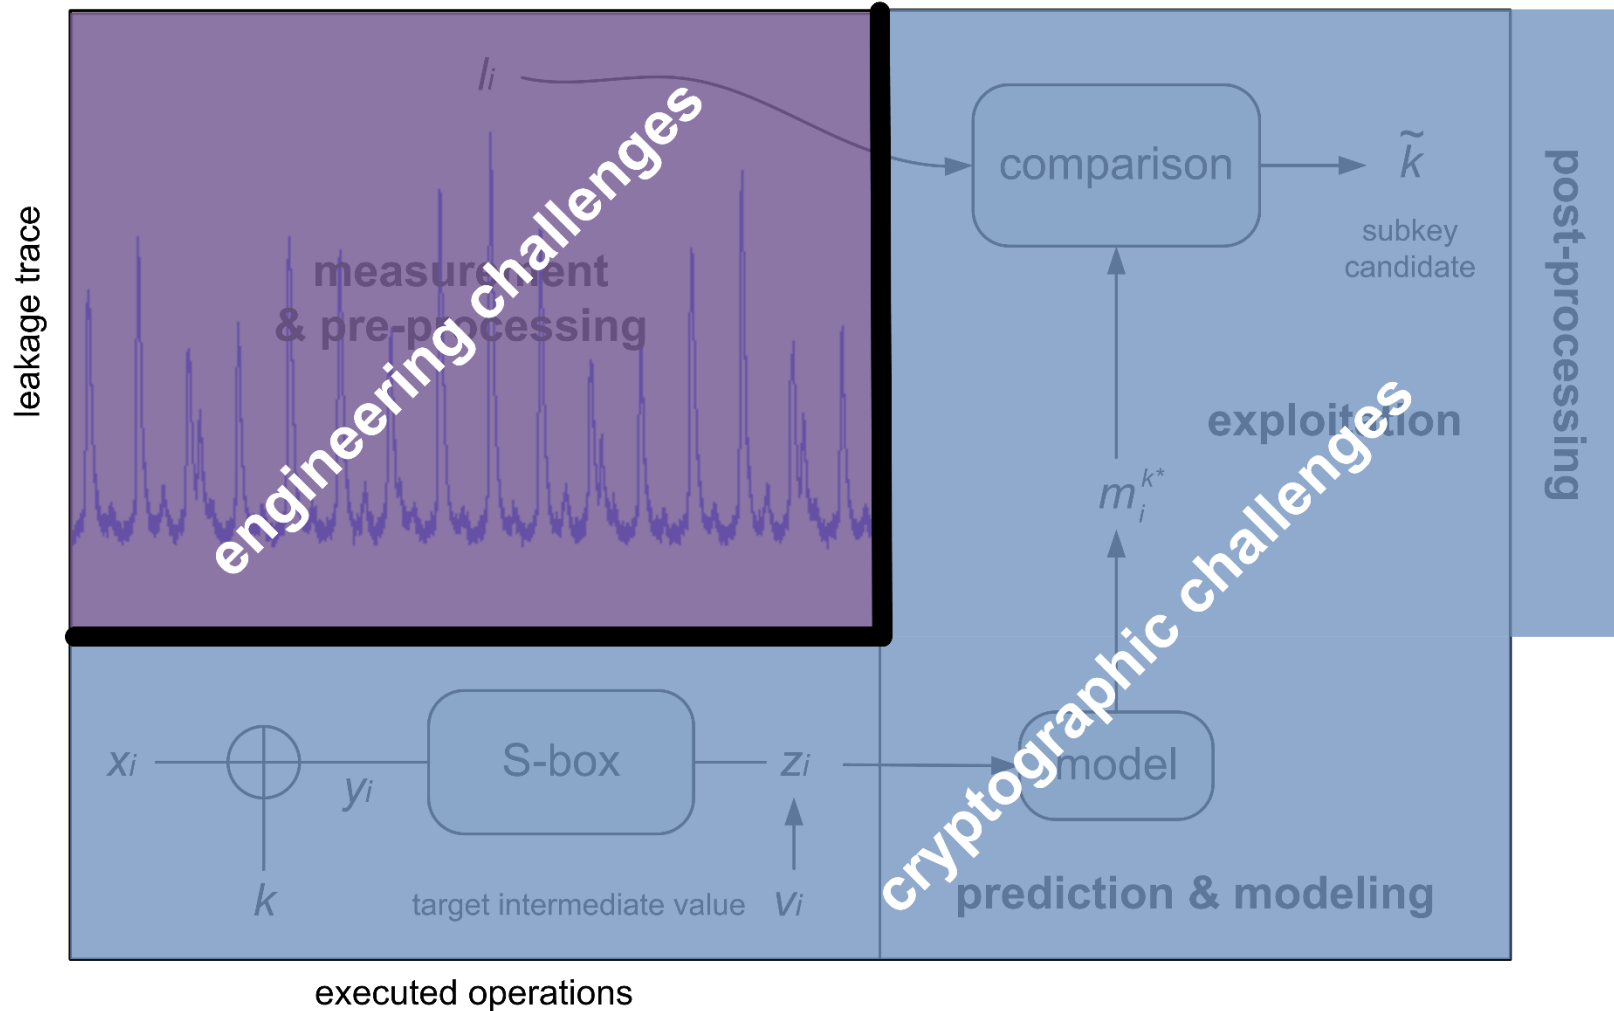 leakage trace
l_i
measurement
& pre-processing
engineering challenges
comparison
k̃
subkey
candidate
post-processing
exploitation
m_i^{k*}
cryptographic challenges
x_i
y_i
S-box
z_i
model
k
target intermediate value
v_i
prediction & modeling
executed operations